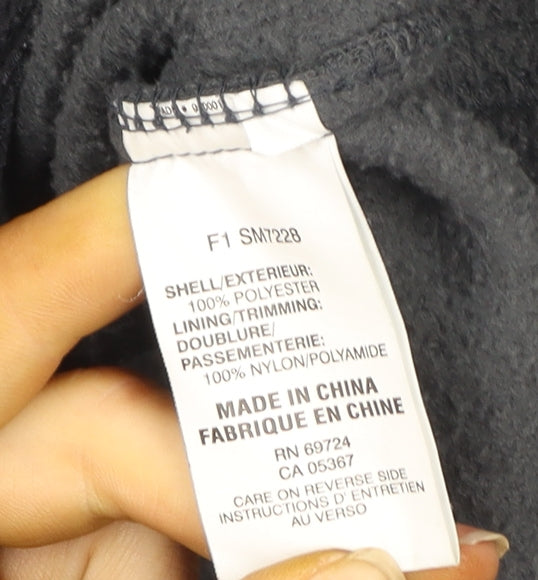 F1 SM7228
SHELL/EXTERIEUR:
100% POLYESTER
LINING/TRIMMING:
DOUBLURE/
PASSEMENTERIE:
100% NYLON/POLYAMIDE
MADE IN CHINA
FABRIQUE EN CHINE
RN 69724
CA 05367
CARE ON REVERSE SIDE
INSTRUCTIONS D' ENTRETIEN
AU VERSO